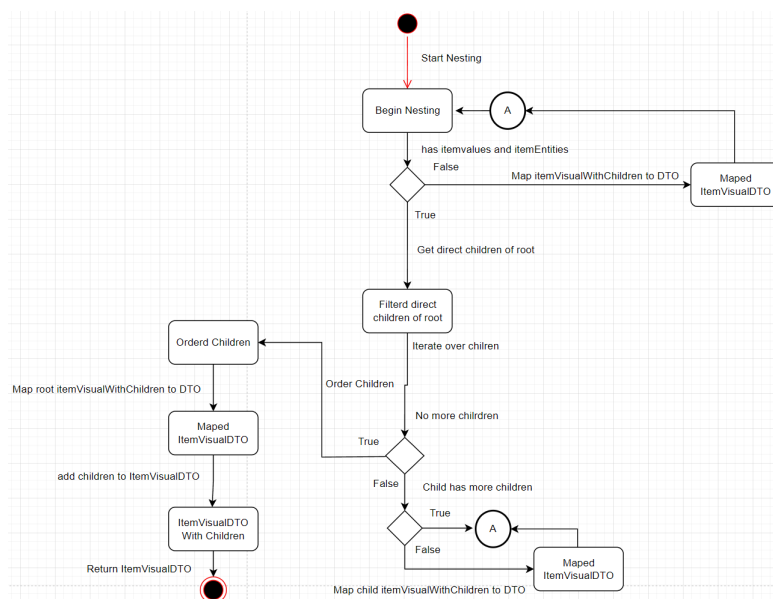 Start Nesting
Begin Nesting
A
has itemvalues and itemEntities
False
Map itemVisualWithChildren to DTO
Maped
ItemVisualDTO
True
Get direct children of root
Filterd direct
children of root
Orderd Children
Iterate over chilren
Order Children
Map root itemVisualWithChildren to DTO
No more chilrdren
Maped
ItemVisualDTO
True
add children to ItemVisualDTO
False
Child has more children
ItemVisualDTO
With Children
True
A
False
Maped
ItemVisualDTO
Return ItemVisualDTO
Map child itemVisualWithChildren to DTO